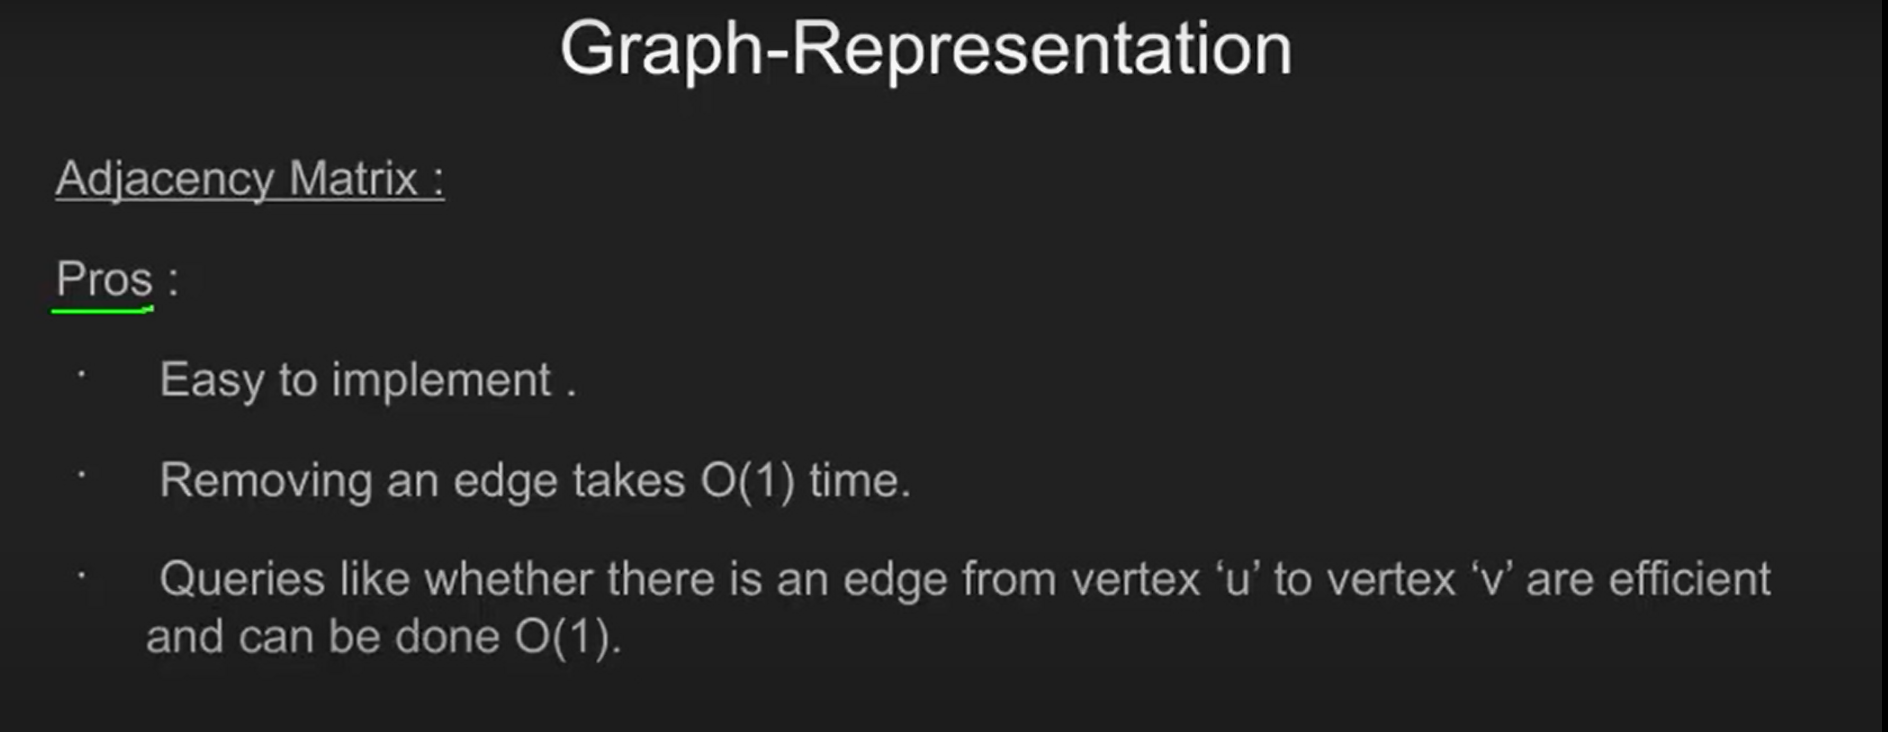 Graph-Representation
Adjacency Matrix :
Pros :
· Easy to implement .
· Removing an edge takes O(1) time.
· Queries like whether there is an edge from vertex ‘u’ to vertex ‘v’ are efficient
and can be done O(1).